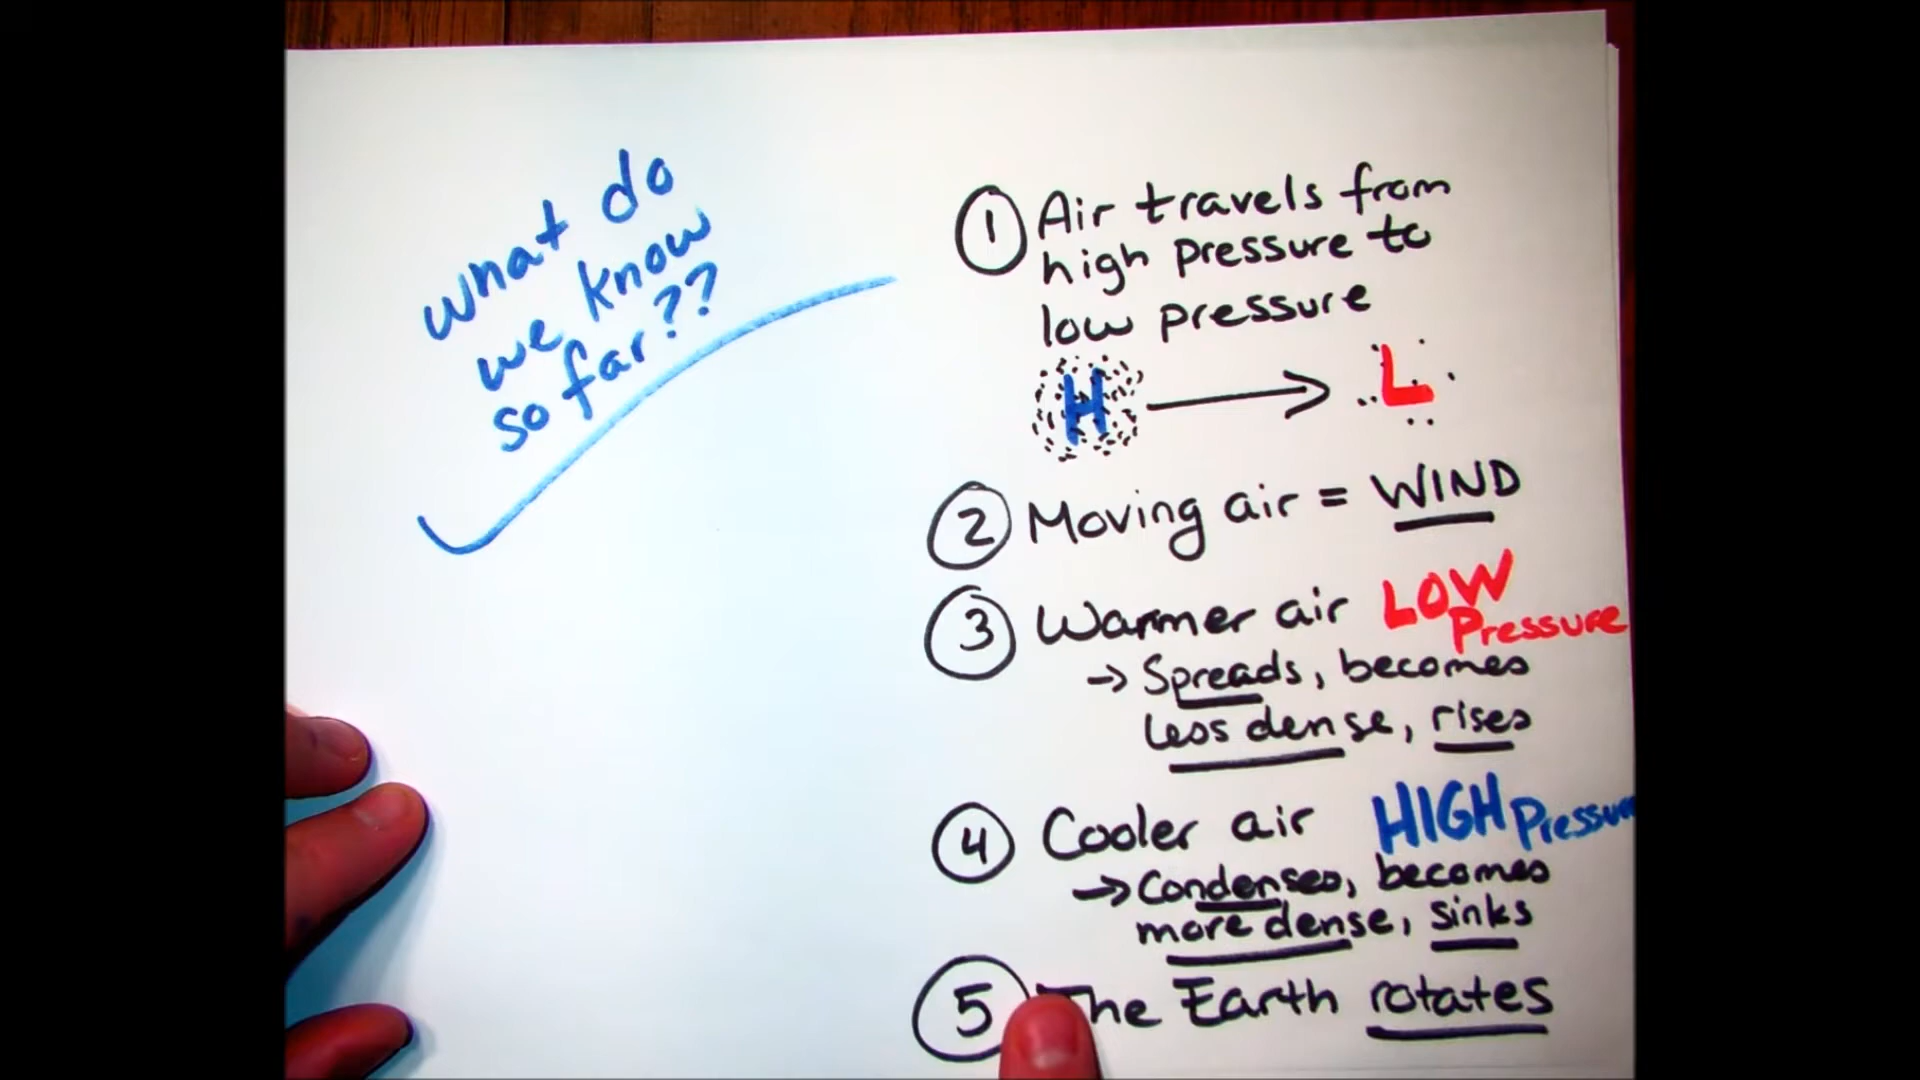 What do
we know
so far??
① Air travels from
high pressure to
low pressure
H → L
② Moving air = WIND
③ Warmer air LOW
Pressure
→ Spreads, becomes
less dense, rises
④ Cooler air HIGH Pressure
→ Condenses, becomes
more dense, sinks
⑤ The Earth rotates